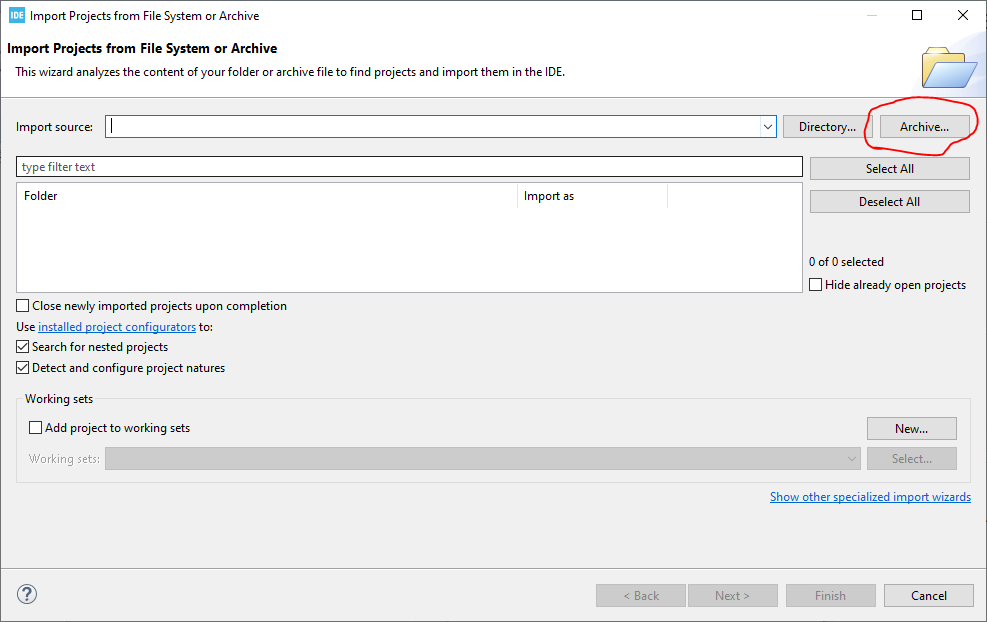 IDE Import Projects from File System or Archive
Import Projects from File System or Archive
This wizard analyzes the content of your folder or archive file to find projects and import them in the IDE.
Import source: Directory... Archive...
type filter text Select All
Folder Import as
Deselect All
0 of 0 selected
Hide already open projects
Close newly imported projects upon completion
Use installed project configurators to:
Search for nested projects
Detect and configure project natures
Working sets
Add project to working sets New...
Working sets: Select...
Show other specialized import wizards
? < Back Next > Finish Cancel